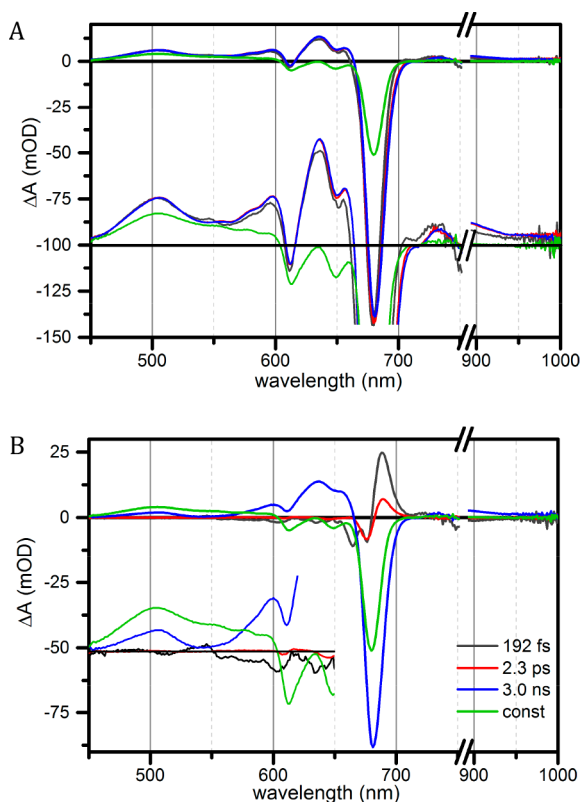 A
0
-25
-50
-75
-100
-125
-150
ΔA (mOD)
500 600 700 900 1000
wavelength (nm)
B
25
0
-25
-50
-75
ΔA (mOD)
192 fs
2.3 ps
3.0 ns
const
500 600 700 900 1000
wavelength (nm)